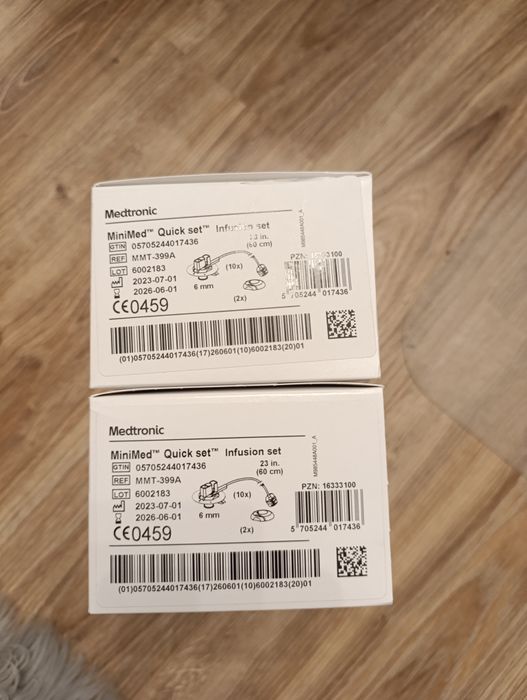 Medtronic
MiniMed™ Quick set™ Infusion set
GTIN 05705244017436
REF MMT-399A
LOT 6002183
2023-07-01
2026-06-01
CE0459
(60 cm)
(10x)
6 mm
(2x)
M985448A001_A
5 705244 017436
(01)05705244017436(17)260601(10)6002183(20)01
Medtronic
MiniMed™ Quick set™ Infusion set
GTIN 05705244017436
23 in.
(60 cm)
REF MMT-399A
LOT 6002183
2023-07-01
2026-06-01
CE0459
(10x)
6 mm
(2x)
M985448A001_A
PZN: 16333100
5 705244 017436
(01)05705244017436(17)260601(10)6002183(20)01